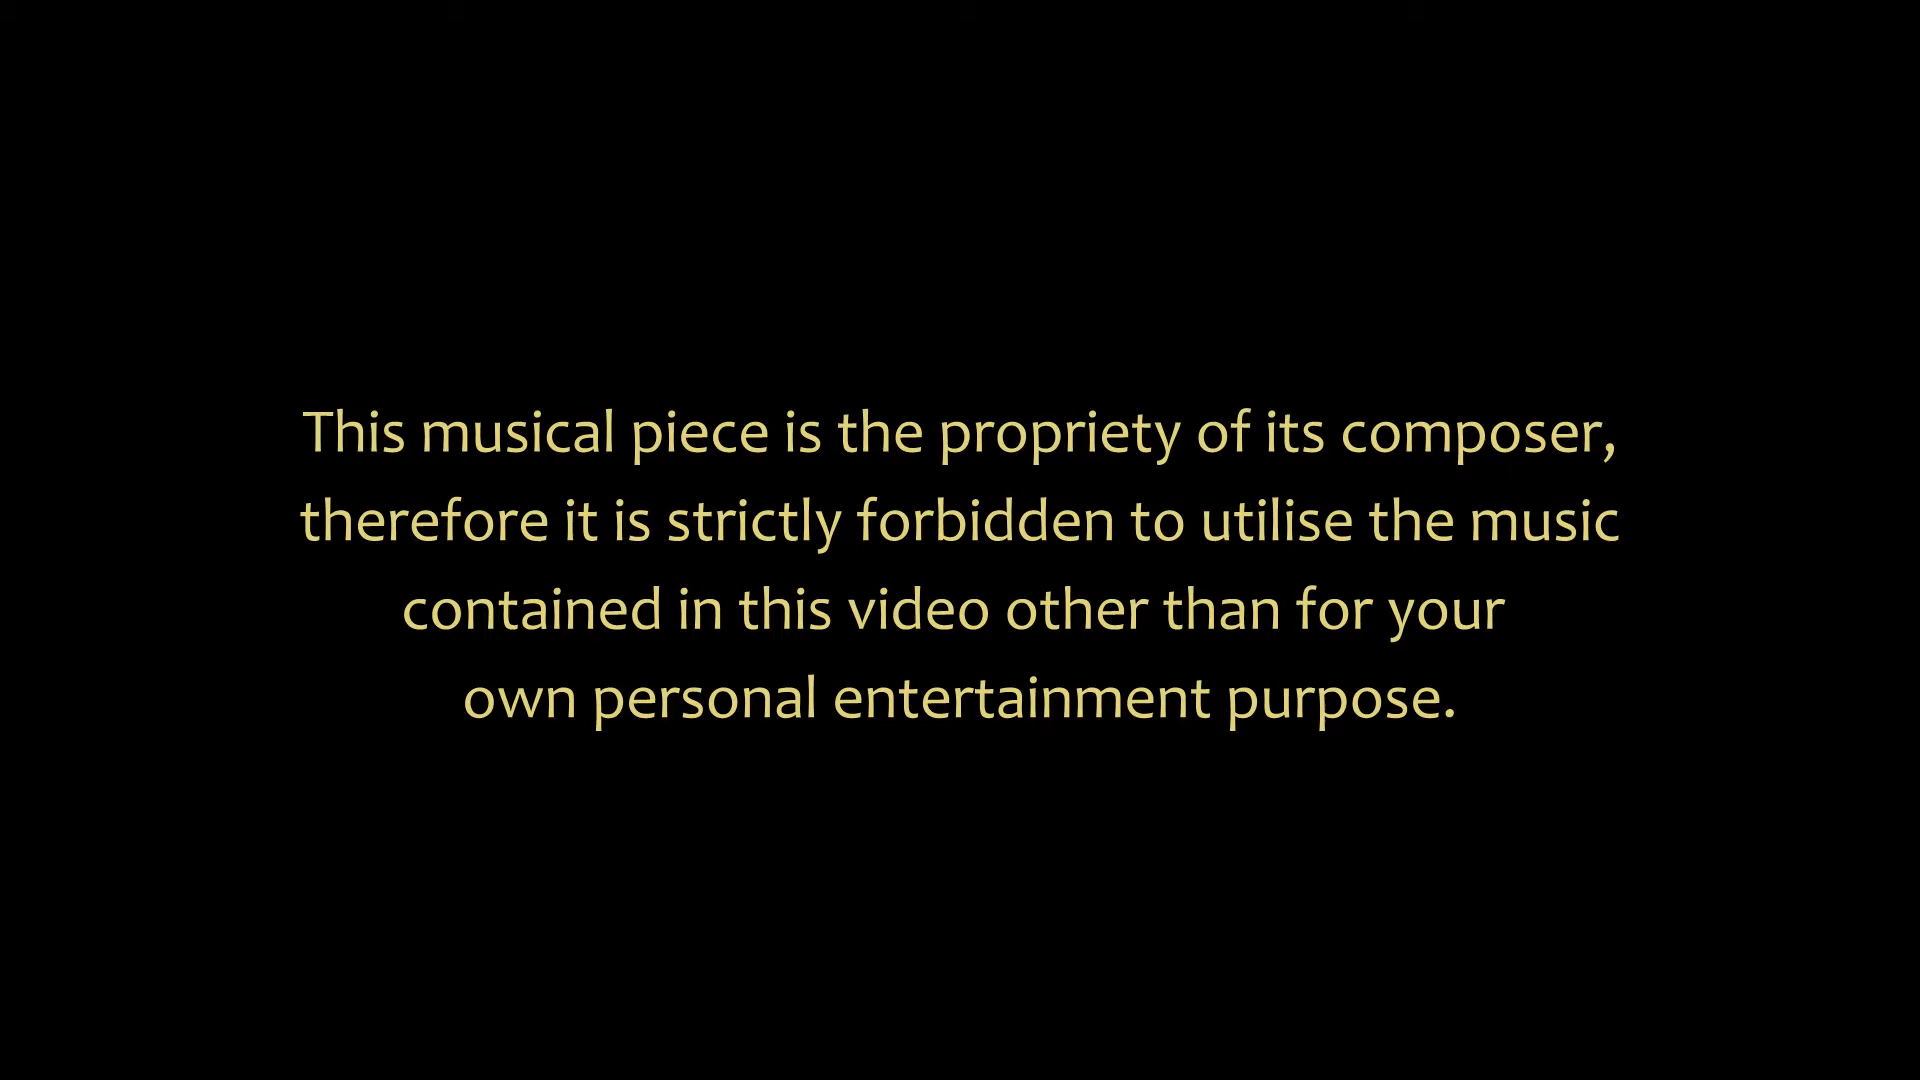 This musical piece is the propriety of its composer,
therefore it is strictly forbidden to utilise the music
contained in this video other than for your
own personal entertainment purpose.